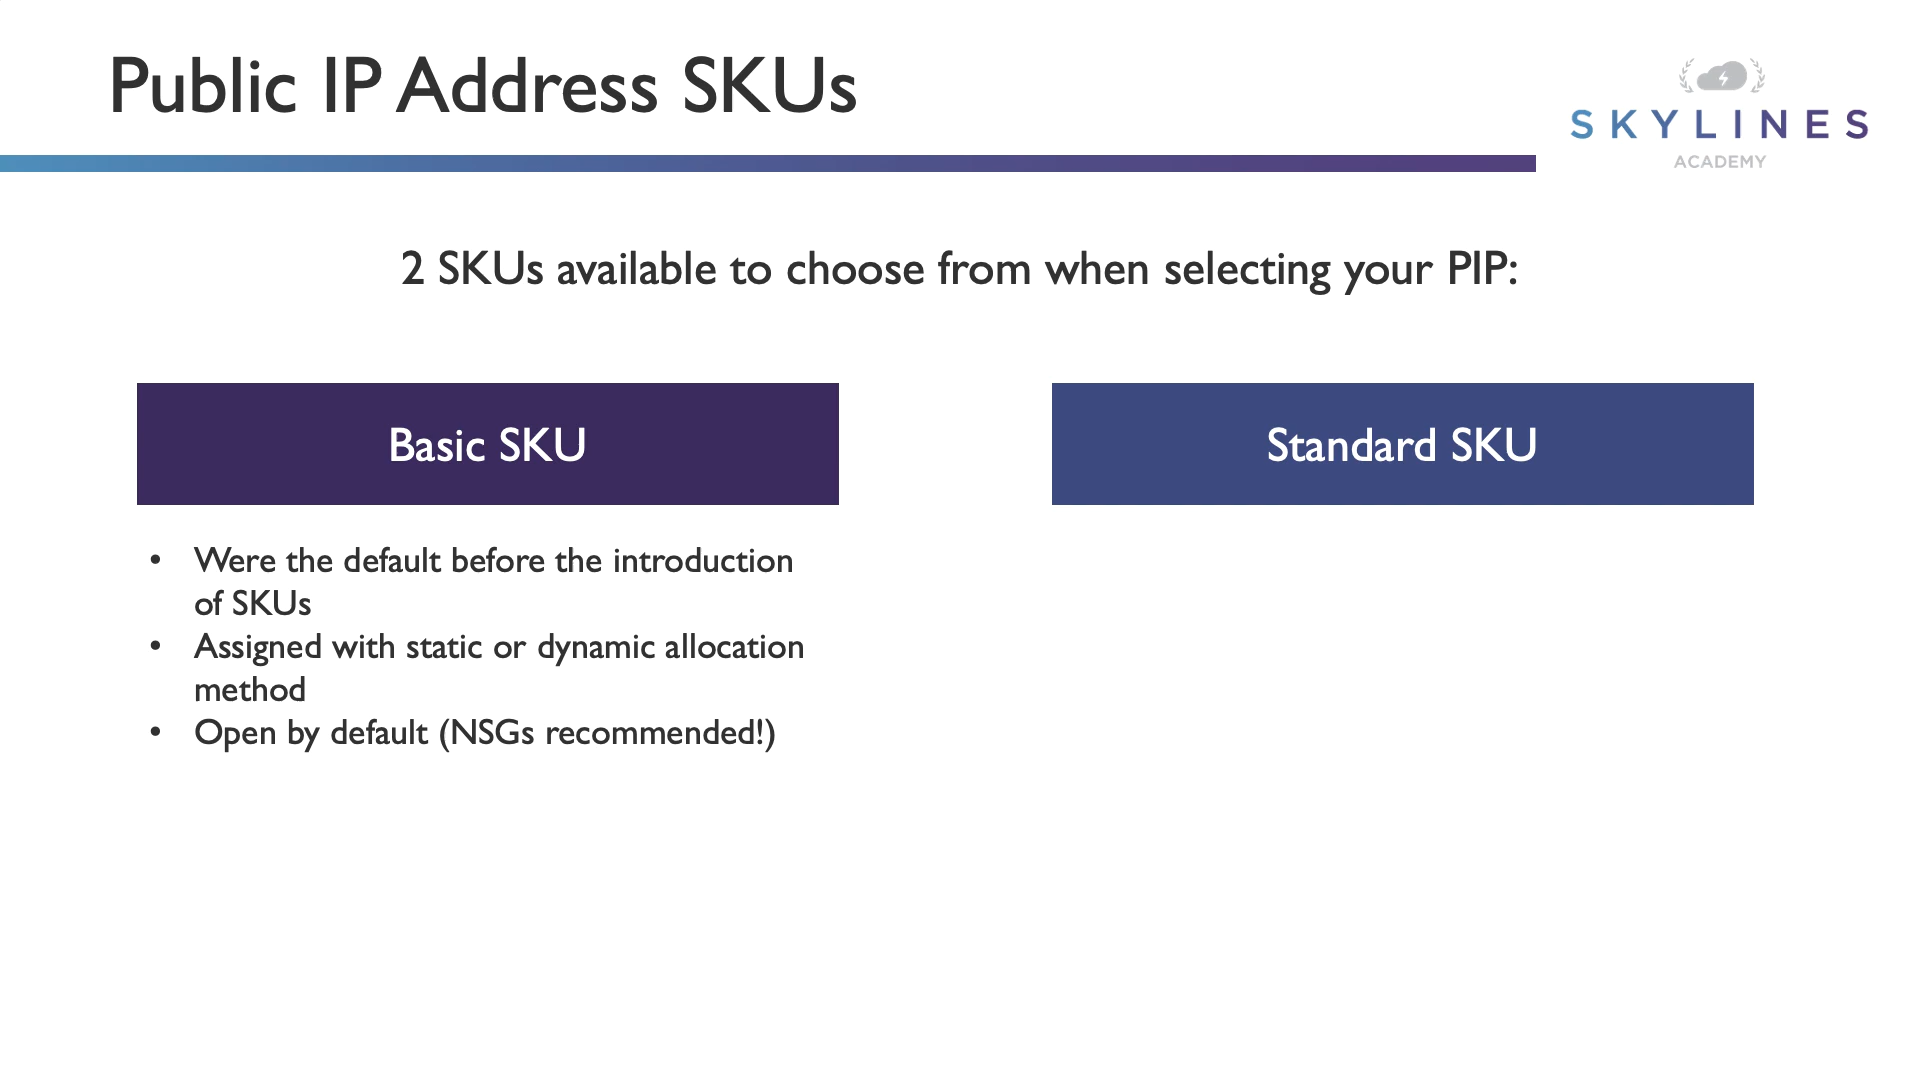 Public IP Address SKUs
SKYLINES
ACADEMY
2 SKUs available to choose from when selecting your PIP:
Basic SKU
• Were the default before the introduction
of SKUs
• Assigned with static or dynamic allocation
method
• Open by default (NSGs recommended!)
Standard SKU